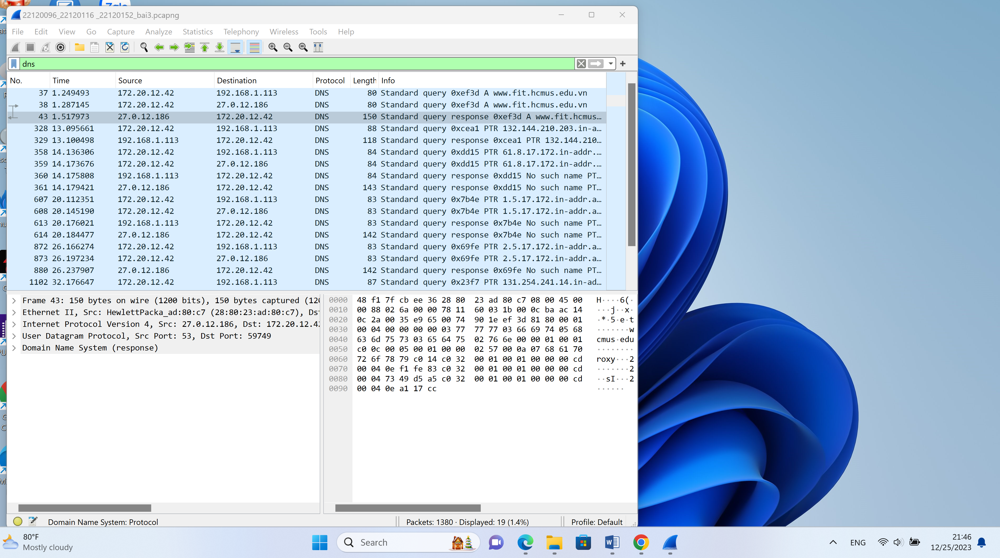 Zalo
22120096_22120116 _22120152_bai3.pcapng
File Edit View Go Capture Analyze Statistics Telephony Wireless Tools Help
dns
No. Time Source Destination Protocol Length Info
37 1.249493 172.20.12.42 192.168.1.113 DNS 80 Standard query 0xef3d A www.fit.hcmus.edu.vn
38 1.287145 172.20.12.42 27.0.12.186 DNS 80 Standard query 0xef3d A www.fit.hcmus.edu.vn
43 1.517973 27.0.12.186 172.20.12.42 DNS 150 Standard query response 0xef3d A www.fit.hcmus…
328 13.095661 172.20.12.42 192.168.1.113 DNS 88 Standard query 0xcea1 PTR 132.144.210.203.in-a…
329 13.100498 192.168.1.113 172.20.12.42 DNS 118 Standard query response 0xcea1 PTR 132.144.210…
358 14.136306 172.20.12.42 192.168.1.113 DNS 84 Standard query 0xdd15 PTR 61.8.17.172.in-addr.…
359 14.173676 172.20.12.42 27.0.12.186 DNS 84 Standard query 0xdd15 PTR 61.8.17.172.in-addr.…
360 14.175808 192.168.1.113 172.20.12.42 DNS 84 Standard query response 0xdd15 No such name PT…
361 14.179421 27.0.12.186 172.20.12.42 DNS 143 Standard query response 0xdd15 No such name PT…
607 20.112351 172.20.12.42 192.168.1.113 DNS 83 Standard query 0x7b4e PTR 1.5.17.172.in-addr.a…
608 20.145190 172.20.12.42 27.0.12.186 DNS 83 Standard query 0x7b4e PTR 1.5.17.172.in-addr.a…
613 20.176021 192.168.1.113 172.20.12.42 DNS 83 Standard query response 0x7b4e No such name PT…
614 20.184477 27.0.12.186 172.20.12.42 DNS 142 Standard query response 0x7b4e No such name PT…
872 26.166274 172.20.12.42 192.168.1.113 DNS 83 Standard query 0x69fe PTR 2.5.17.172.in-addr.a…
873 26.197234 172.20.12.42 27.0.12.186 DNS 83 Standard query 0x69fe PTR 2.5.17.172.in-addr.a…
880 26.237907 27.0.12.186 172.20.12.42 DNS 142 Standard query response 0x69fe No such name PT…
1102 32.176647 172.20.12.42 192.168.1.113 DNS 87 Standard query 0x23f7 PTR 131.254.241.14.in-ad…
Frame 43: 150 bytes on wire (1200 bits), 150 bytes captured (120
Ethernet II, Src: HewlettPacka_ad:80:c7 (28:80:23:ad:80:c7), Dst
Internet Protocol Version 4, Src: 27.0.12.186, Dst: 172.20.12.42
User Datagram Protocol, Src Port: 53, Dst Port: 59749
Domain Name System (response)
0000 48 f1 7f cb ee 36 28 80 23 ad 80 c7 08 00 45 00 H····6(·
0010 00 88 02 6a 00 00 78 11 60 03 1b 00 0c ba ac 14 ···j··x·
0020 0c 2a 00 35 e9 65 00 74 90 1e ef 3d 81 80 00 01 ·*·5·e·t
0030 00 04 00 00 00 00 03 77 77 77 03 66 69 74 05 68 ·······w
0040 63 6d 75 73 03 65 64 75 02 76 6e 00 00 01 00 01 cmus·edu
0050 c0 0c 00 05 00 01 00 00 02 57 00 0a 07 68 61 70 ········
0060 72 6f 78 79 c0 14 c0 32 00 01 00 01 00 00 00 cd roxy···2
0070 00 04 0e f1 fe 83 c0 32 00 01 00 01 00 00 00 cd ·······2
0080 00 04 73 49 d5 a5 c0 32 00 01 00 01 00 00 00 cd ··sI···2
0090 00 04 0e a1 17 cc ······
Domain Name System: Protocol
Packets: 1380 · Displayed: 19 (1.4%)
Profile: Default
80°F
Mostly cloudy
Search
ENG
21:46
12/25/2023